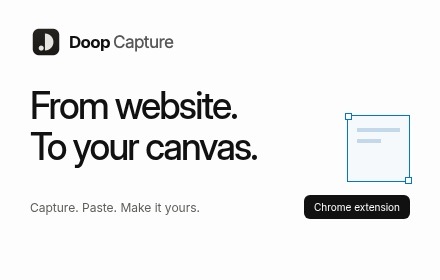 Doop Capture
From website.
To your canvas.
Capture. Paste. Make it yours.
Chrome extension